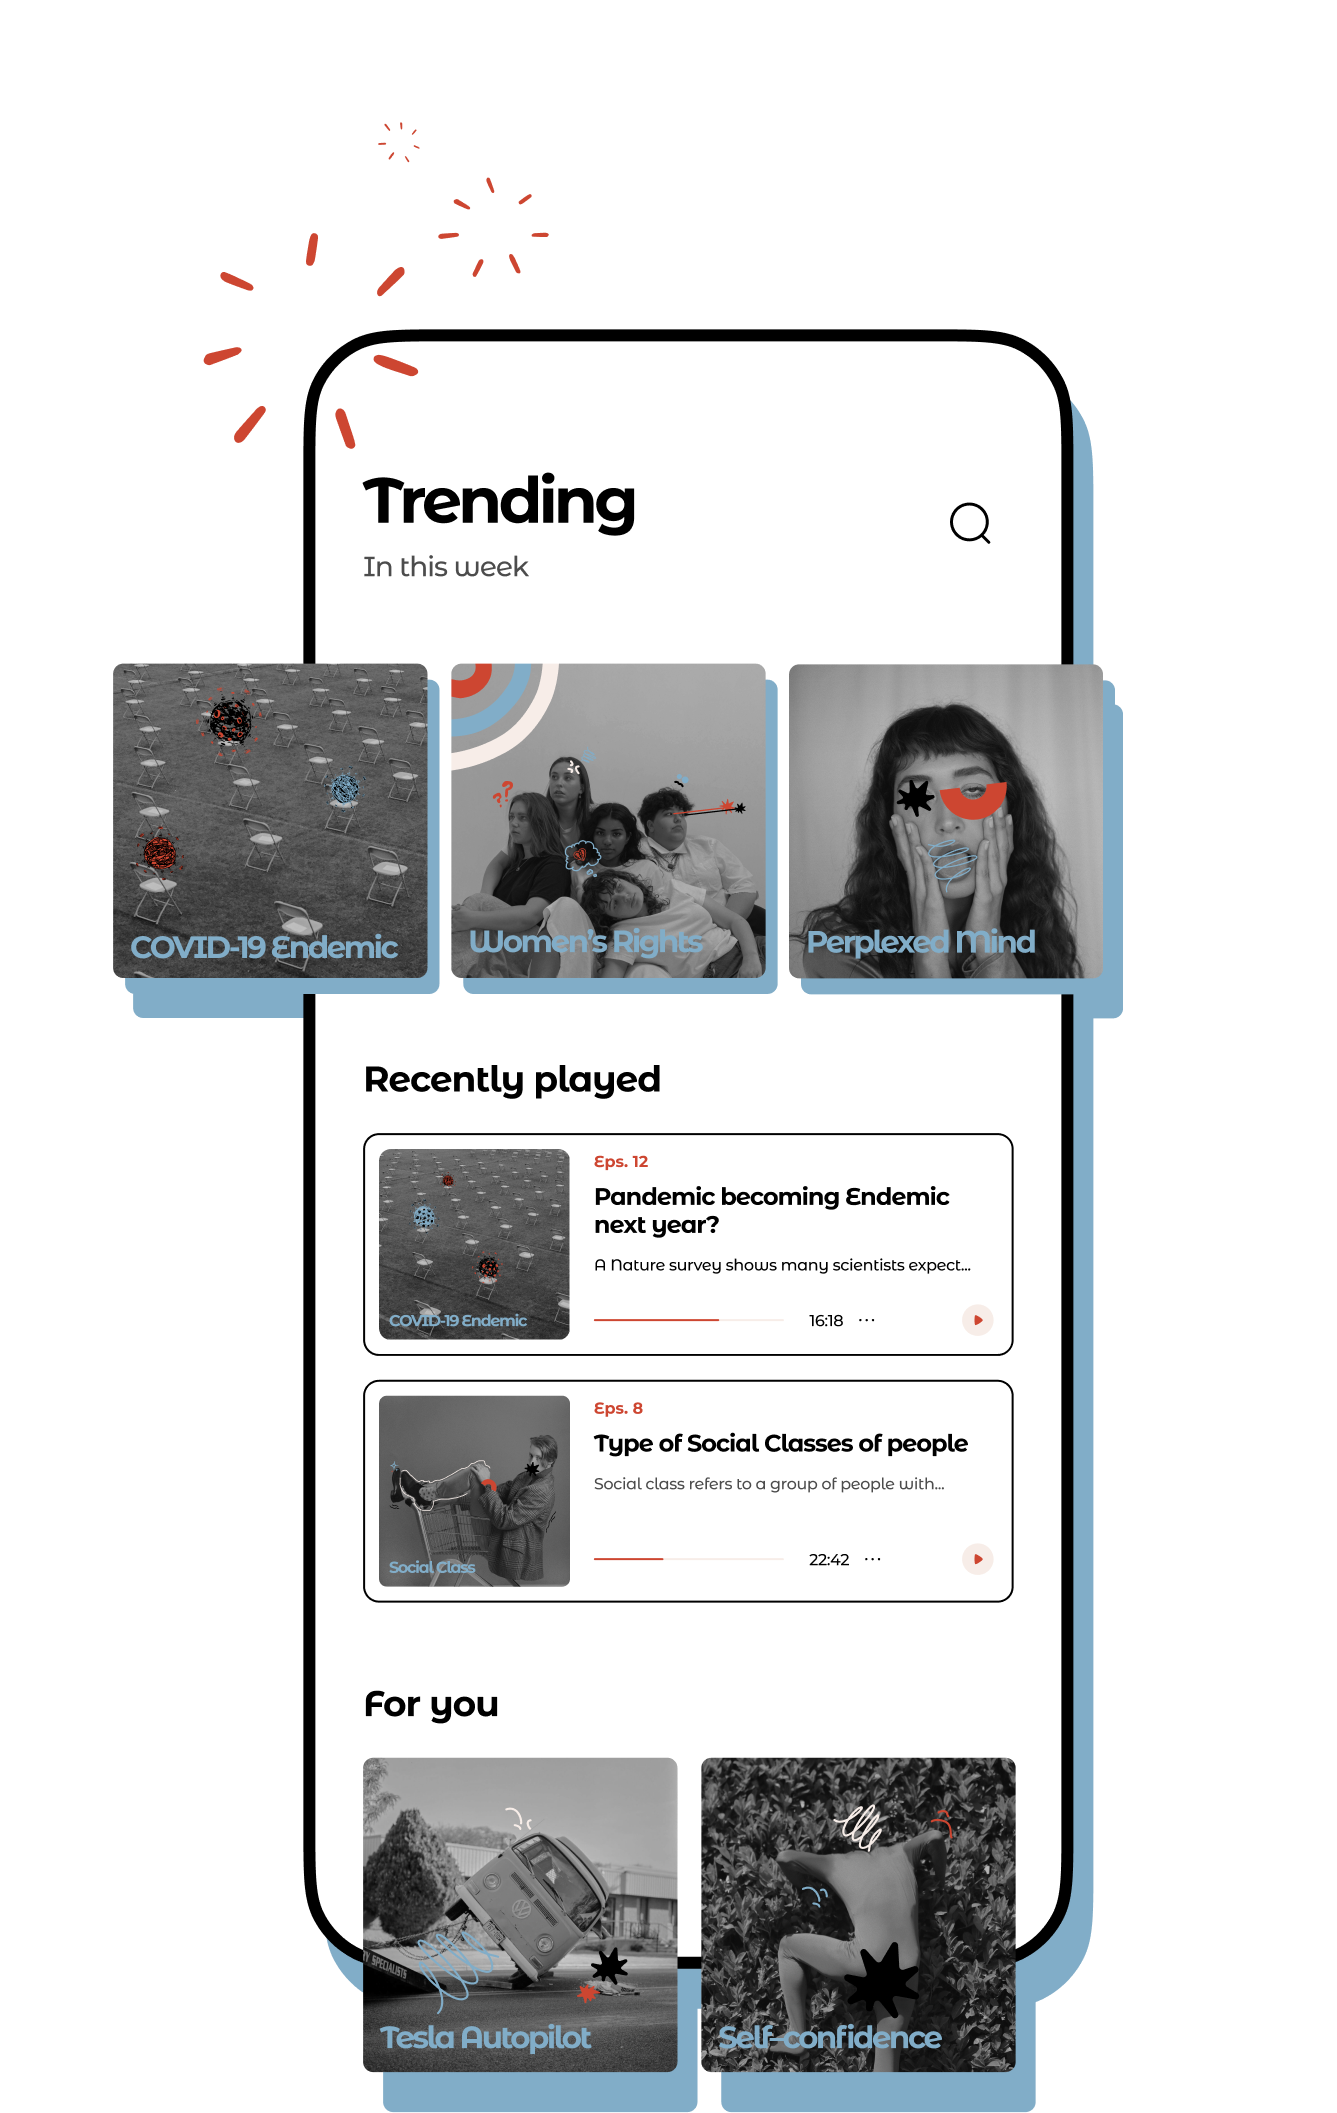 Trending
In this week
COVID-19 Endemic
Women's Rights
Perplexed Mind
Recently played
Eps. 12
Pandemic becoming Endemic
next year?
A Nature survey shows many scientists expect...
COVID-19 Endemic
16:18 ...
Eps. 8
Type of Social Classes of people
Social class refers to a group of people with...
Social Class
22:42 ...
For you
SPECIALISTS
Tesla Autopilot
Self-confidence